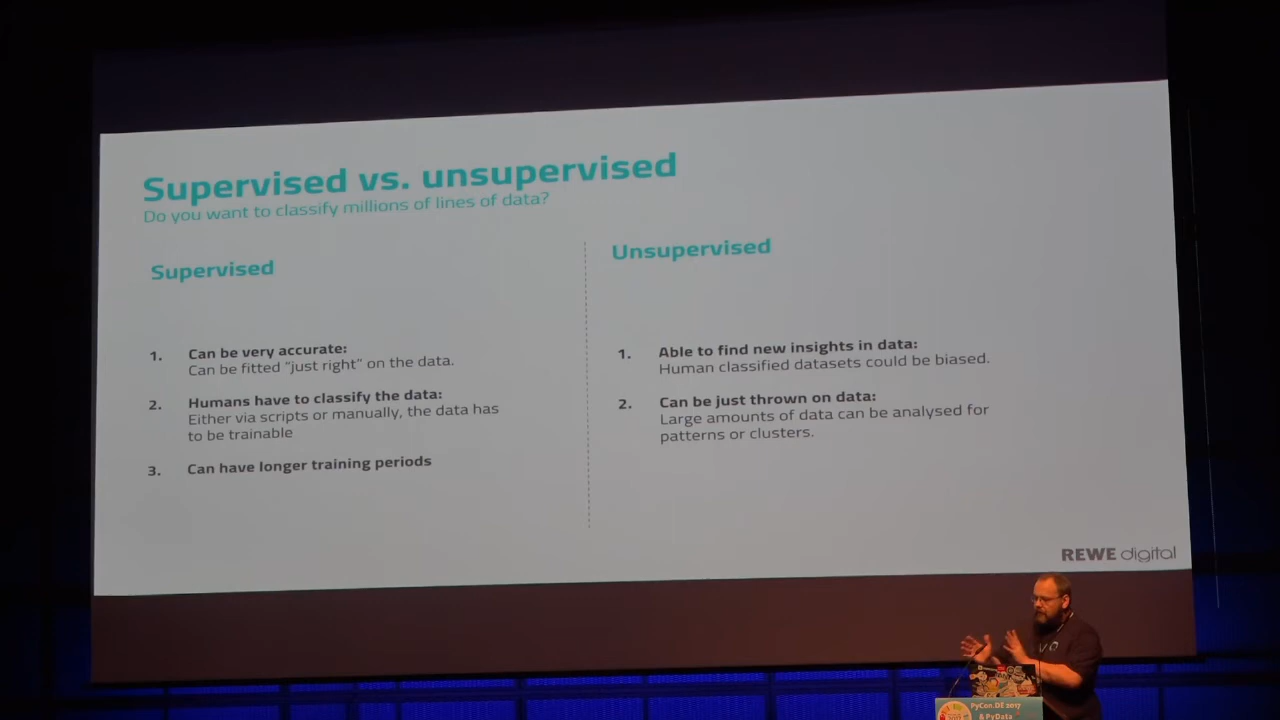 Supervised vs. unsupervised
Do you want to classify millions of lines of data?
Supervised
1. Can be very accurate:
Can be fitted “just right” on the data.
2. Humans have to classify the data:
Either via scripts or manually, the data has
to be trainable
3. Can have longer training periods
Unsupervised
1. Able to find new insights in data:
Human classified datasets could be biased.
2. Can be just thrown on data:
Large amounts of data can be analysed for
patterns or clusters.
REWE digital
PyCon.DE 2017
& PyData